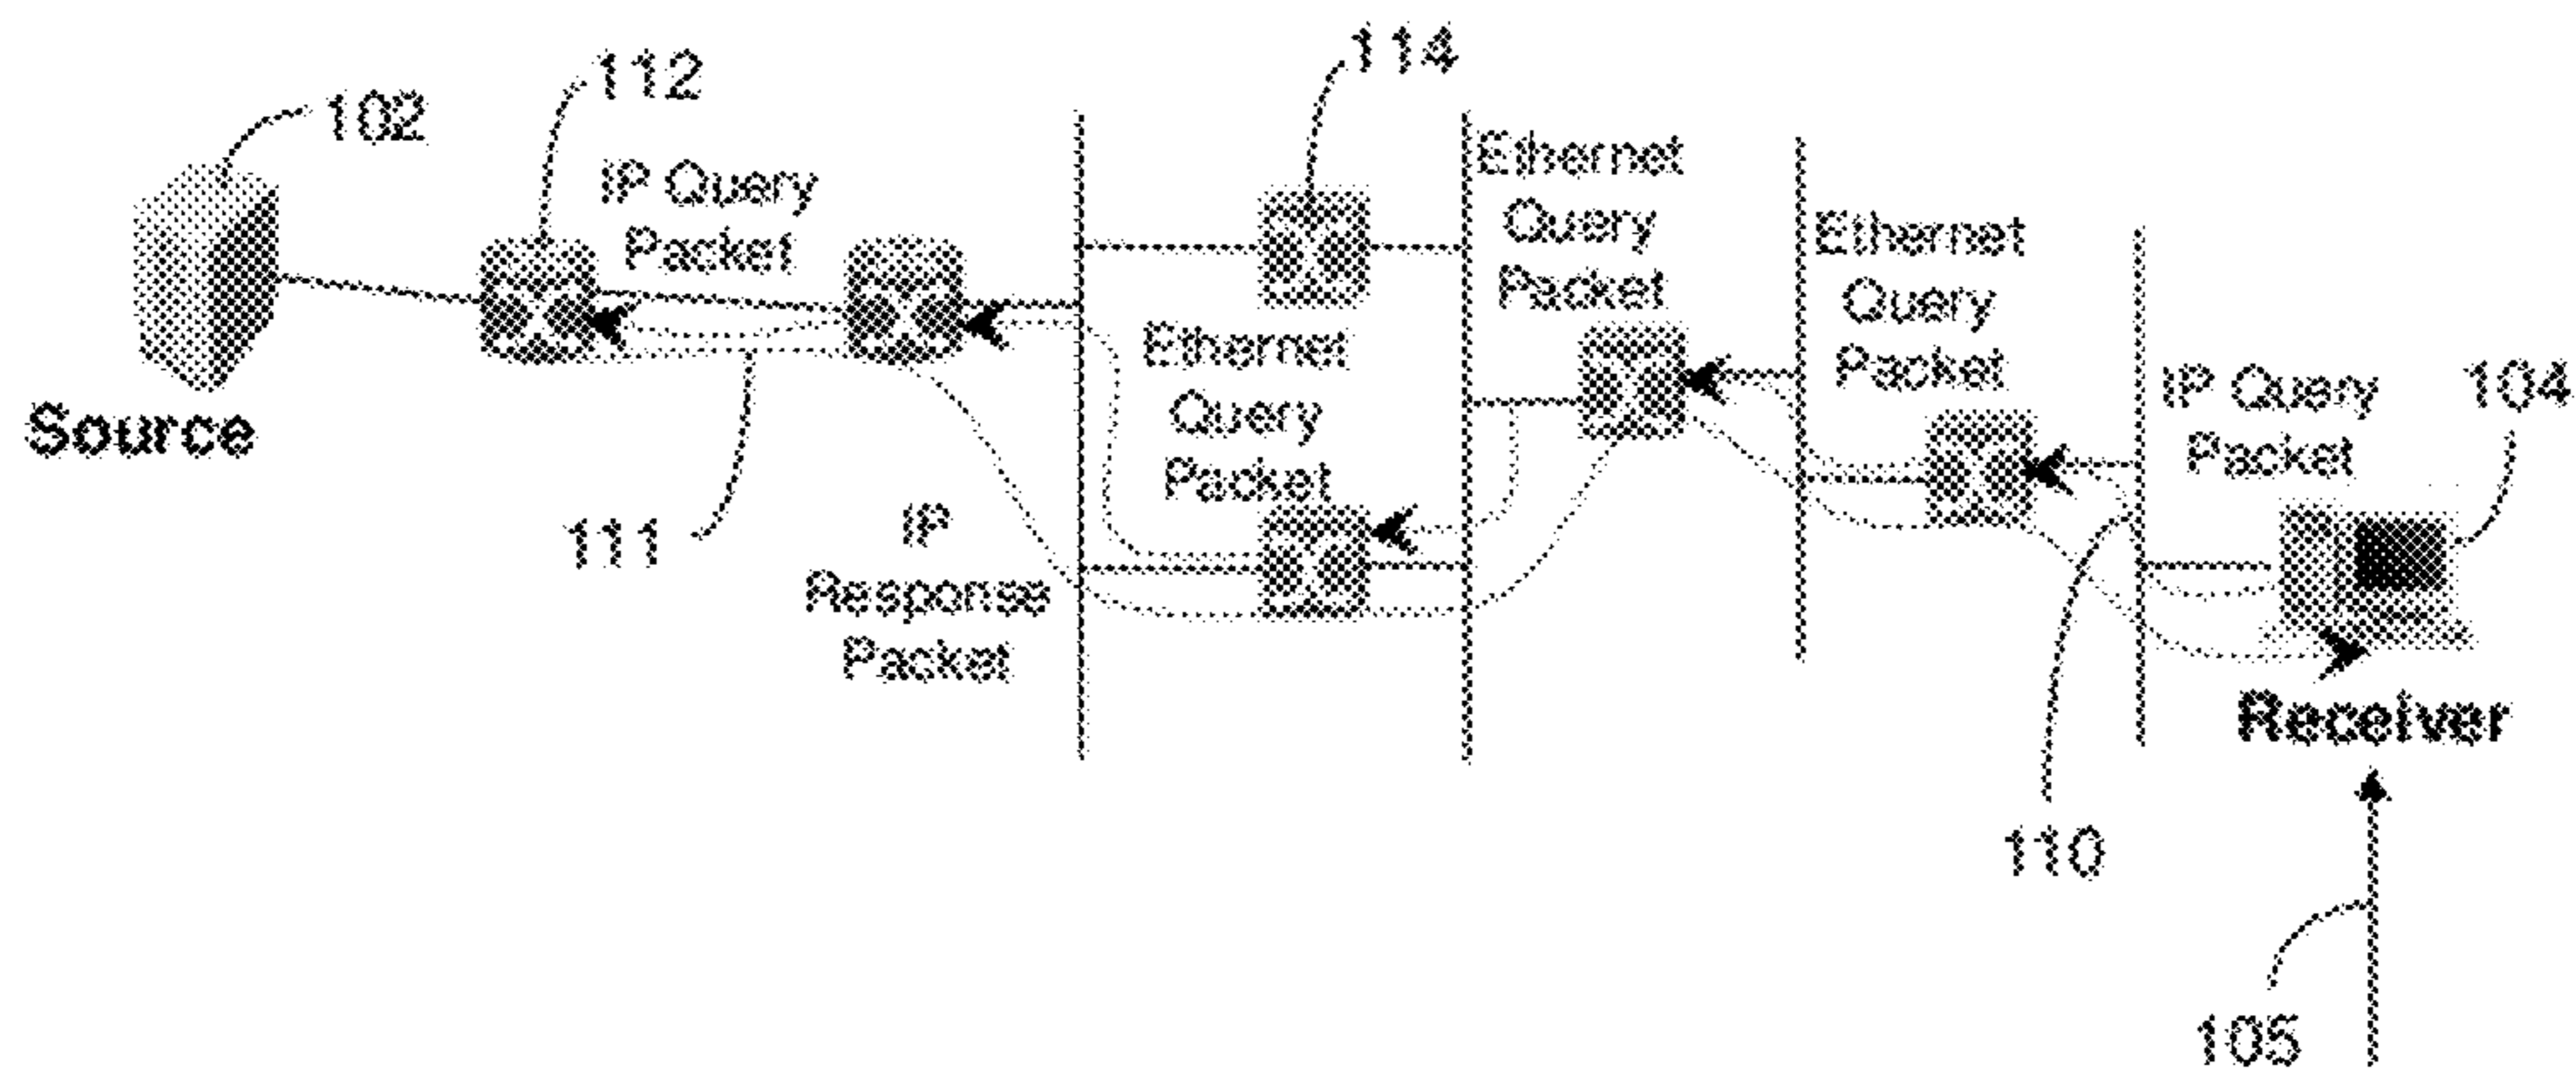 102
112
114
IP Query
Packet
Ethernet
Query
Packet
Ethernet
Query
Packet
Ethernet
Query
Packet
IP Query
Packet
104
Source
111
IP
Response
Packet
Receiver
110
105